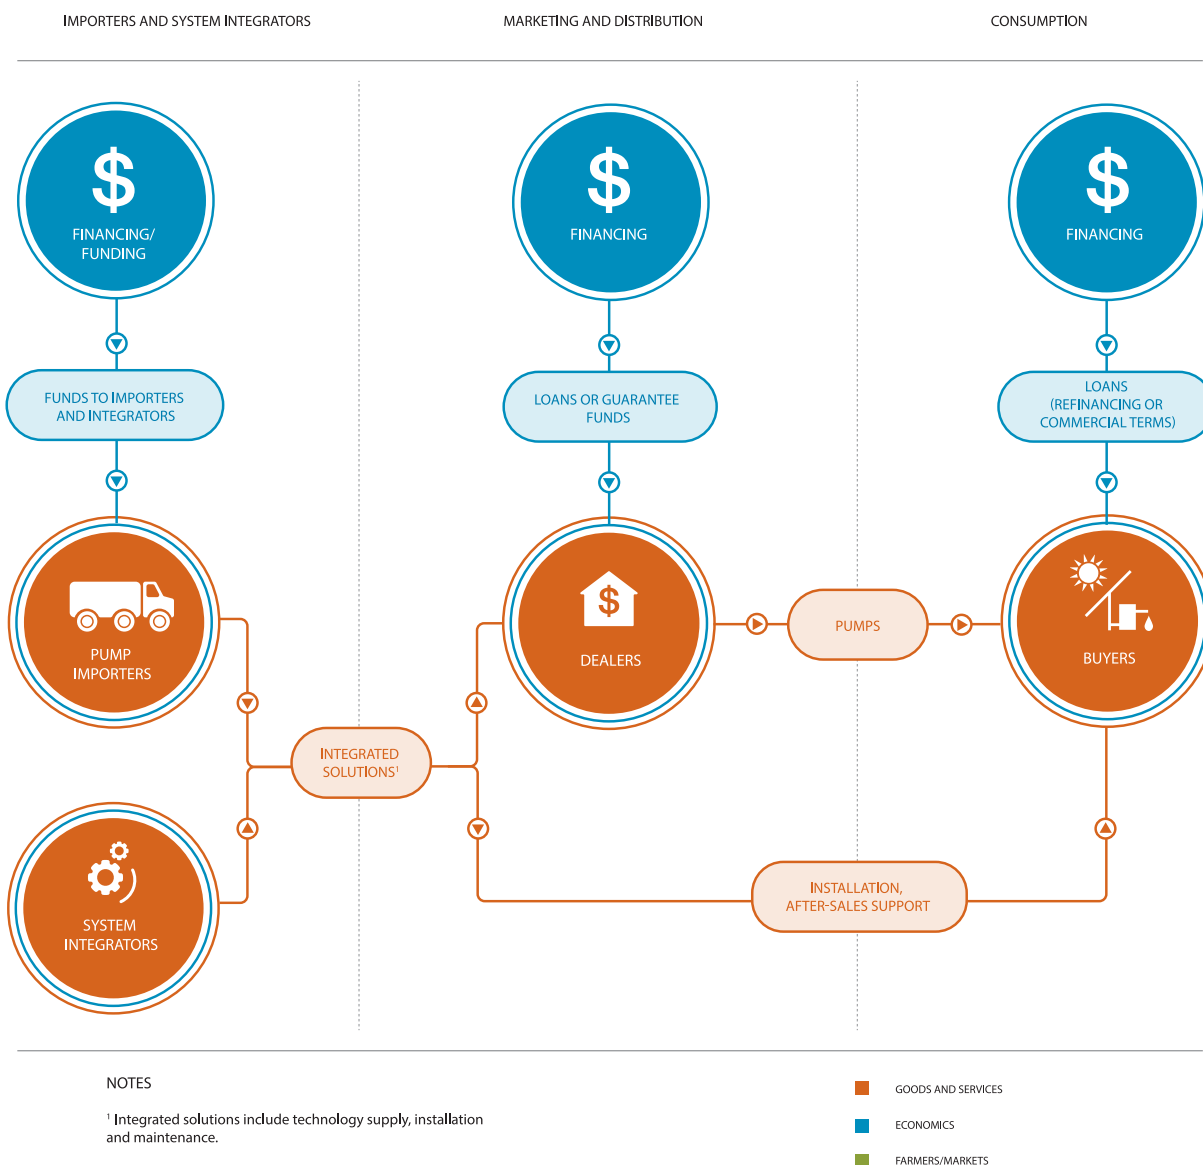 IMPORTERS AND SYSTEM INTEGRATORS
MARKETING AND DISTRIBUTION
CONSUMPTION
$
FINANCING/
FUNDING
$
FINANCING
$
FINANCING
FUNDS TO IMPORTERS
AND INTEGRATORS
LOANS OR GUARANTEE
FUNDS
LOANS
(REFINANCING OR
COMMERCIAL TERMS)
PUMP
IMPORTERS
$
DEALERS
PUMPS
BUYERS
INTEGRATED
SOLUTIONS¹
SYSTEM
INTEGRATORS
INSTALLATION,
AFTER-SALES SUPPORT
NOTES
¹ Integrated solutions include technology supply, installation
and maintenance.
GOODS AND SERVICES
ECONOMICS
FARMERS/MARKETS